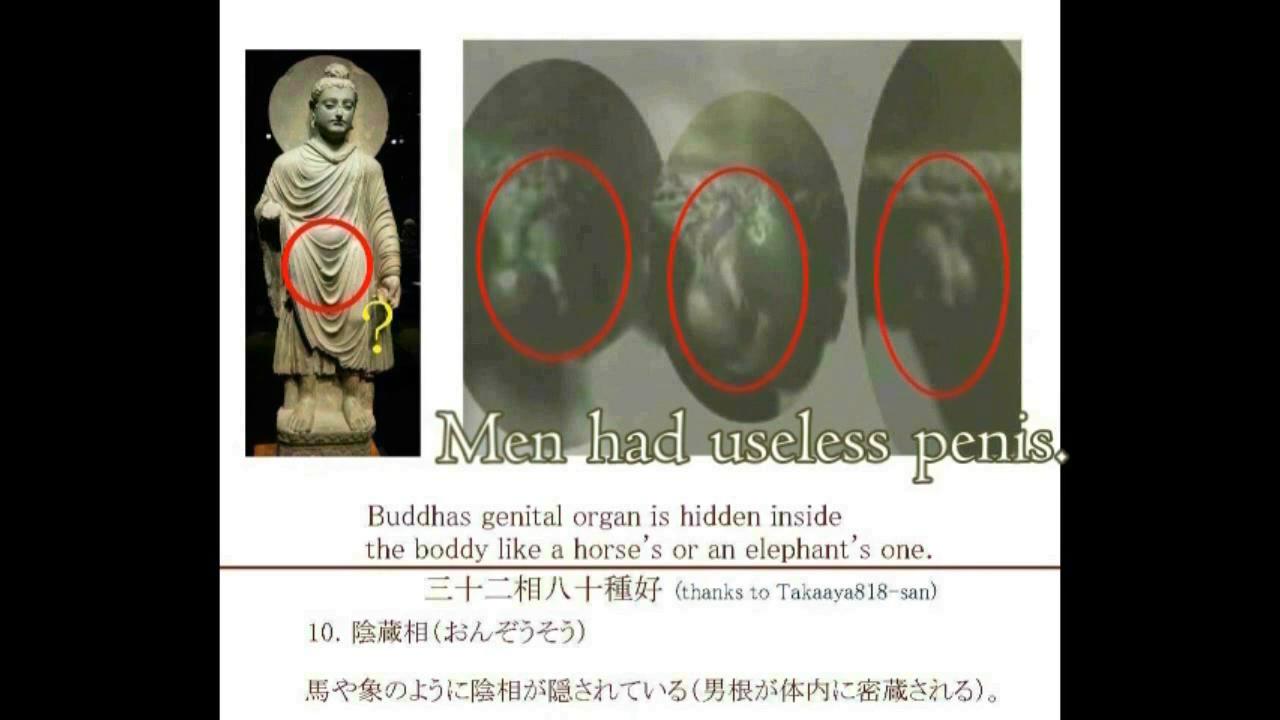 ?
Men had useless penis.
Buddhas genital organ is hidden inside
the boddy like a horse's or an elephant's one.
三十二相八十種好 (thanks to Takaaya818-san)
10. 陰蔵相(おんぞうそう)
馬や象のように陰相が隠されている(男根が体内に密蔵される)。